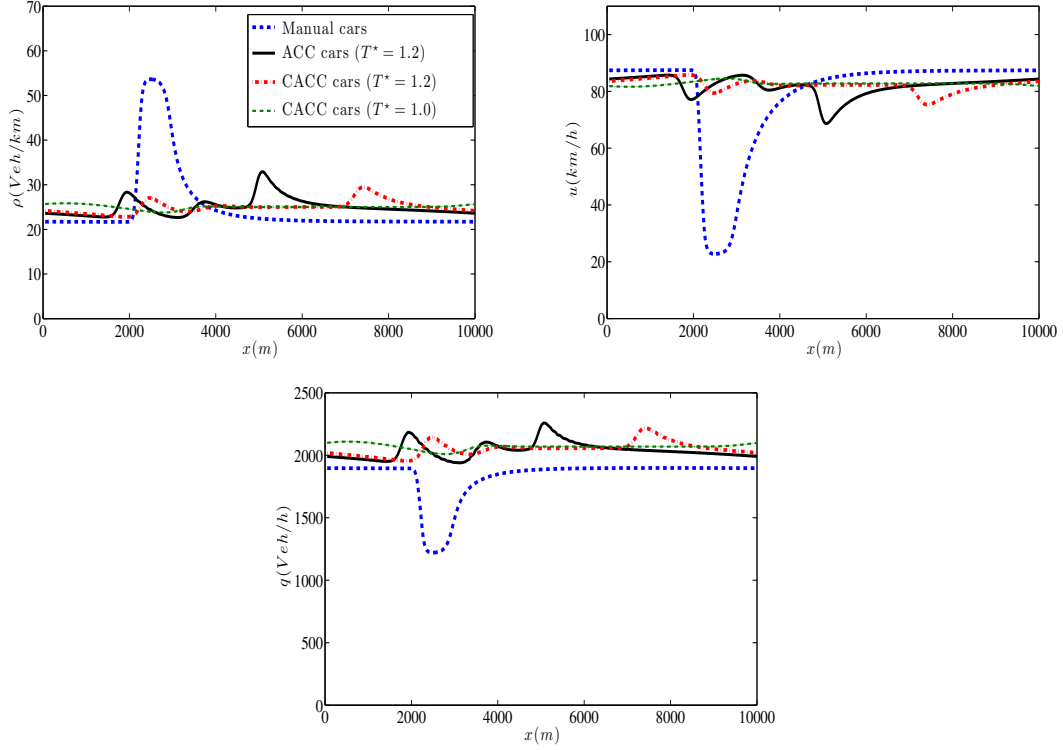 70
60
50
40
30
20
10
0
ρ(Veh/km)
0 2000 4000 6000 8000 10000
x(m)
Manual cars
ACC cars (T⋆ = 1.2)
CACC cars (T⋆ = 1.2)
CACC cars (T⋆ = 1.0)
100
80
60
40
20
0
u(km/h)
0 2000 4000 6000 8000 10000
x(m)
2500
2000
1500
1000
500
0
q(Veh/h)
0 2000 4000 6000 8000 10000
x(m)